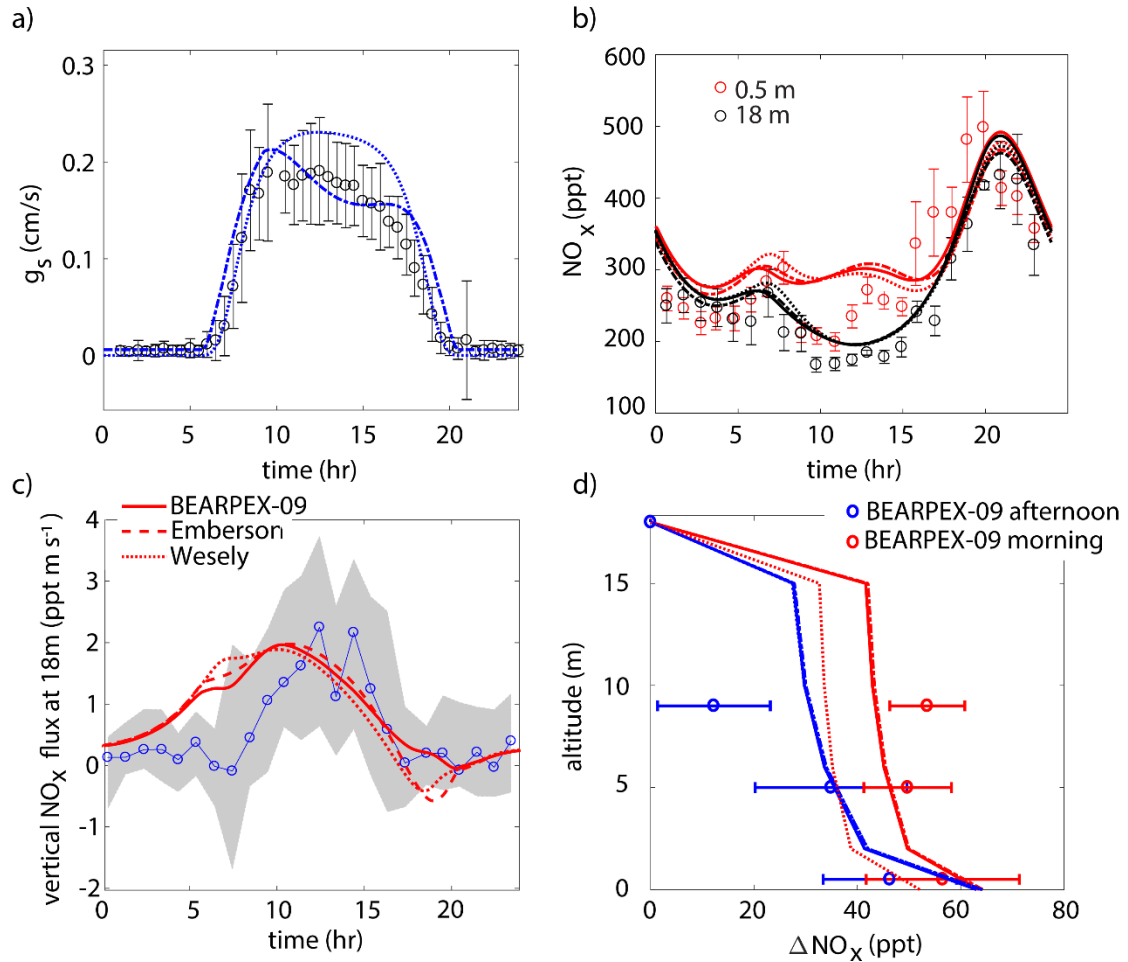 a)
0.3
0.2
0.1
0
g_s (cm/s)
0 5 10 15 20
time (hr)
b)
600
500
400
300
200
100
NO_x (ppt)
0.5 m
18 m
0 5 10 15 20
time (hr)
c)
BEARPEX-09
Emberson
Wesely
4
3
2
1
0
-1
-2
vertical NO_x flux at 18m (ppt m s⁻¹)
0 5 10 15 20
time (hr)
d)
BEARPEX-09 afternoon
BEARPEX-09 morning
15
10
5
0
altitude (m)
0 20 40 60 80
ΔNO_x (ppt)